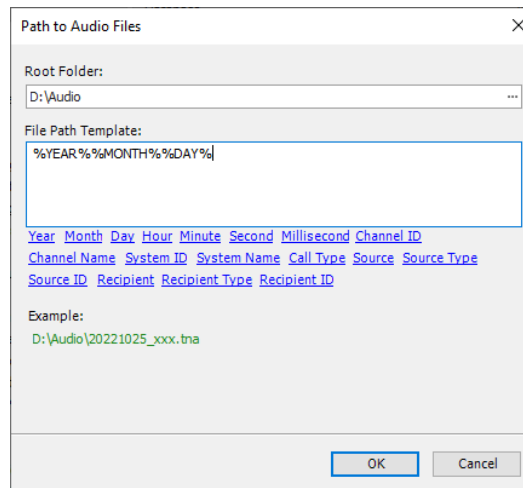 Path to Audio Files
Root Folder:
D:\Audio
...
File Path Template:
%YEAR%%MONTH%%DAY%
Year Month Day Hour Minute Second Millisecond Channel ID
Channel Name System ID System Name Call Type Source Source Type
Source ID Recipient Recipient Type Recipient ID
Example:
D:\Audio\20221025_xxx.tna
OK Cancel